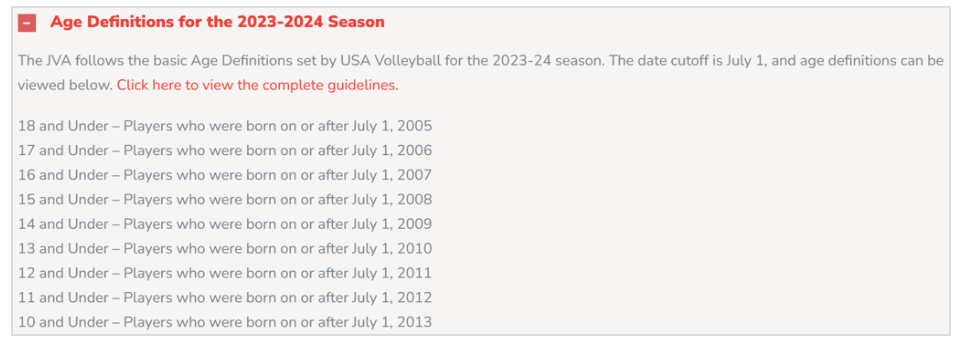 Age Definitions for the 2023-2024 Season
The JVA follows the basic Age Definitions set by USA Volleyball for the 2023-24 season. The date cutoff is July 1, and age definitions can be
viewed below. Click here to view the complete guidelines.
18 and Under – Players who were born on or after July 1, 2005
17 and Under – Players who were born on or after July 1, 2006
16 and Under – Players who were born on or after July 1, 2007
15 and Under – Players who were born on or after July 1, 2008
14 and Under – Players who were born on or after July 1, 2009
13 and Under – Players who were born on or after July 1, 2010
12 and Under – Players who were born on or after July 1, 2011
11 and Under – Players who were born on or after July 1, 2012
10 and Under – Players who were born on or after July 1, 2013